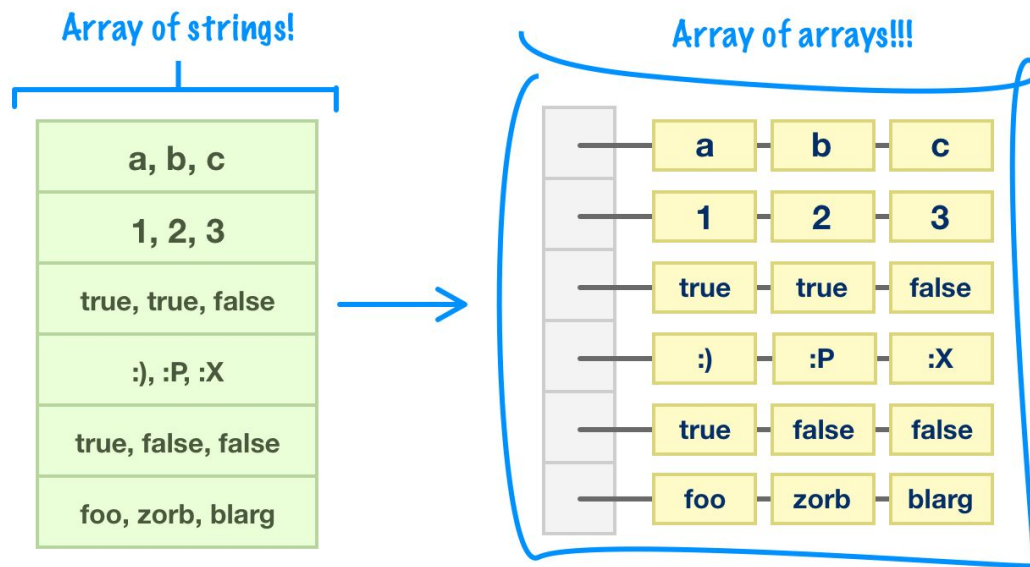 Array of strings!
a, b, c
1, 2, 3
true, true, false
:), :P, :X
true, false, false
foo, zorb, blarg
Array of arrays!!!
a b c
1 2 3
true true false
:) :P :X
true false false
foo zorb blarg